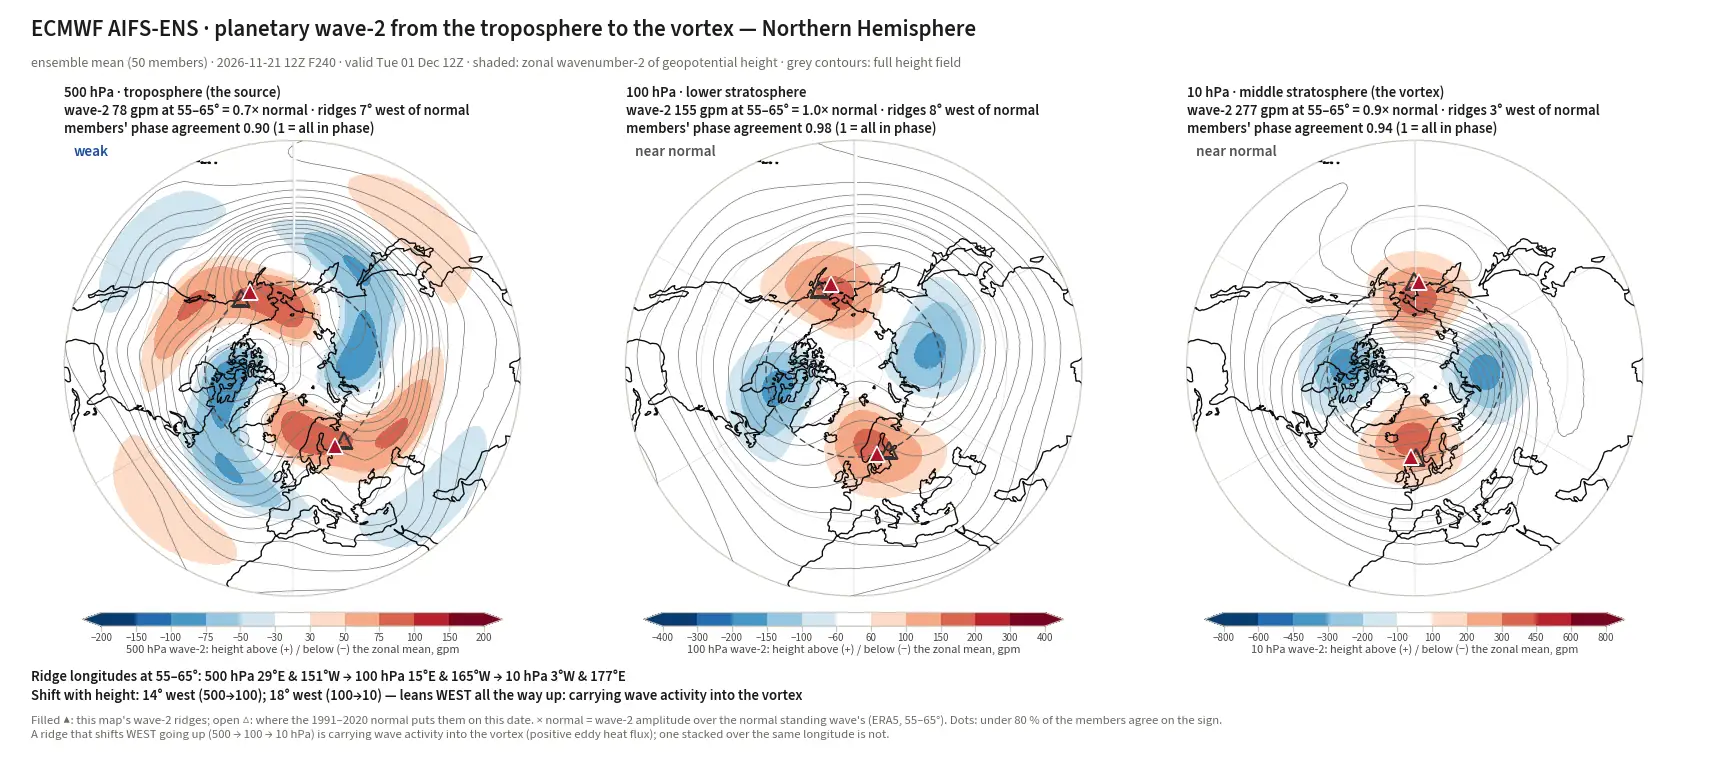 ECMWF AIFS-ENS · planetary wave-2 from the troposphere to the vortex — Northern Hemisphere
ensemble mean (50 members) · 2026-11-21 12Z F240 · valid Tue 01 Dec 12Z · shaded: zonal wavenumber-2 of geopotential height · grey contours: full height field
500 hPa · troposphere (the source)
wave-2 78 gpm at 55–65° = 0.7× normal · ridges 7° west of normal
members' phase agreement 0.90 (1 = all in phase)
weak
100 hPa · lower stratosphere
wave-2 155 gpm at 55–65° = 1.0× normal · ridges 8° west of normal
members' phase agreement 0.98 (1 = all in phase)
near normal
10 hPa · middle stratosphere (the vortex)
wave-2 277 gpm at 55–65° = 0.9× normal · ridges 3° west of normal
members' phase agreement 0.94 (1 = all in phase)
near normal
−200 −150 −100 −75 −50 −30 30 50 75 100 150 200
500 hPa wave-2: height above (+) / below (−) the zonal mean, gpm
−400 −300 −200 −150 −100 −60 60 100 150 200 300 400
100 hPa wave-2: height above (+) / below (−) the zonal mean, gpm
−800 −600 −450 −300 −200 −100 100 200 300 450 600 800
10 hPa wave-2: height above (+) / below (−) the zonal mean, gpm
Ridge longitudes at 55–65°: 500 hPa 29°E & 151°W → 100 hPa 15°E & 165°W → 10 hPa 3°W & 177°E
Shift with height: 14° west (500→100); 18° west (100→10) — leans WEST all the way up: carrying wave activity into the vortex
Filled ▲: this map's wave-2 ridges; open △: where the 1991–2020 normal puts them on this date. × normal = wave-2 amplitude over the normal standing wave's (ERA5, 55–65°). Dots: under 80 % of the members agree on the sign.
A ridge that shifts WEST going up (500 → 100 → 10 hPa) is carrying wave activity into the vortex (positive eddy heat flux); one stacked over the same longitude is not.